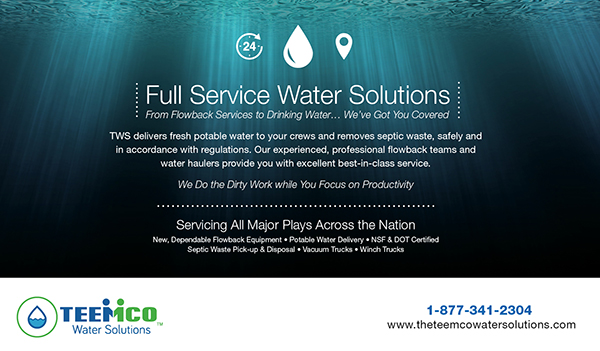 24
Full Service Water Solutions
From Flowback Services to Drinking Water... We've Got You Covered
TWS delivers fresh potable water to your crews and removes septic waste, safely and
in accordance with regulations. Our experienced, professional flowback teams and
water haulers provide you with excellent best-in-class service.
We Do the Dirty Work while You Focus on Productivity
Servicing All Major Plays Across the Nation
New, Dependable Flowback Equipment • Potable Water Delivery • NSF & DOT Certified
Septic Waste Pick-up & Disposal • Vacuum Trucks • Winch Trucks
TEEMCO
Water Solutions™
1-877-341-2304
www.theteemcowatersolutions.com